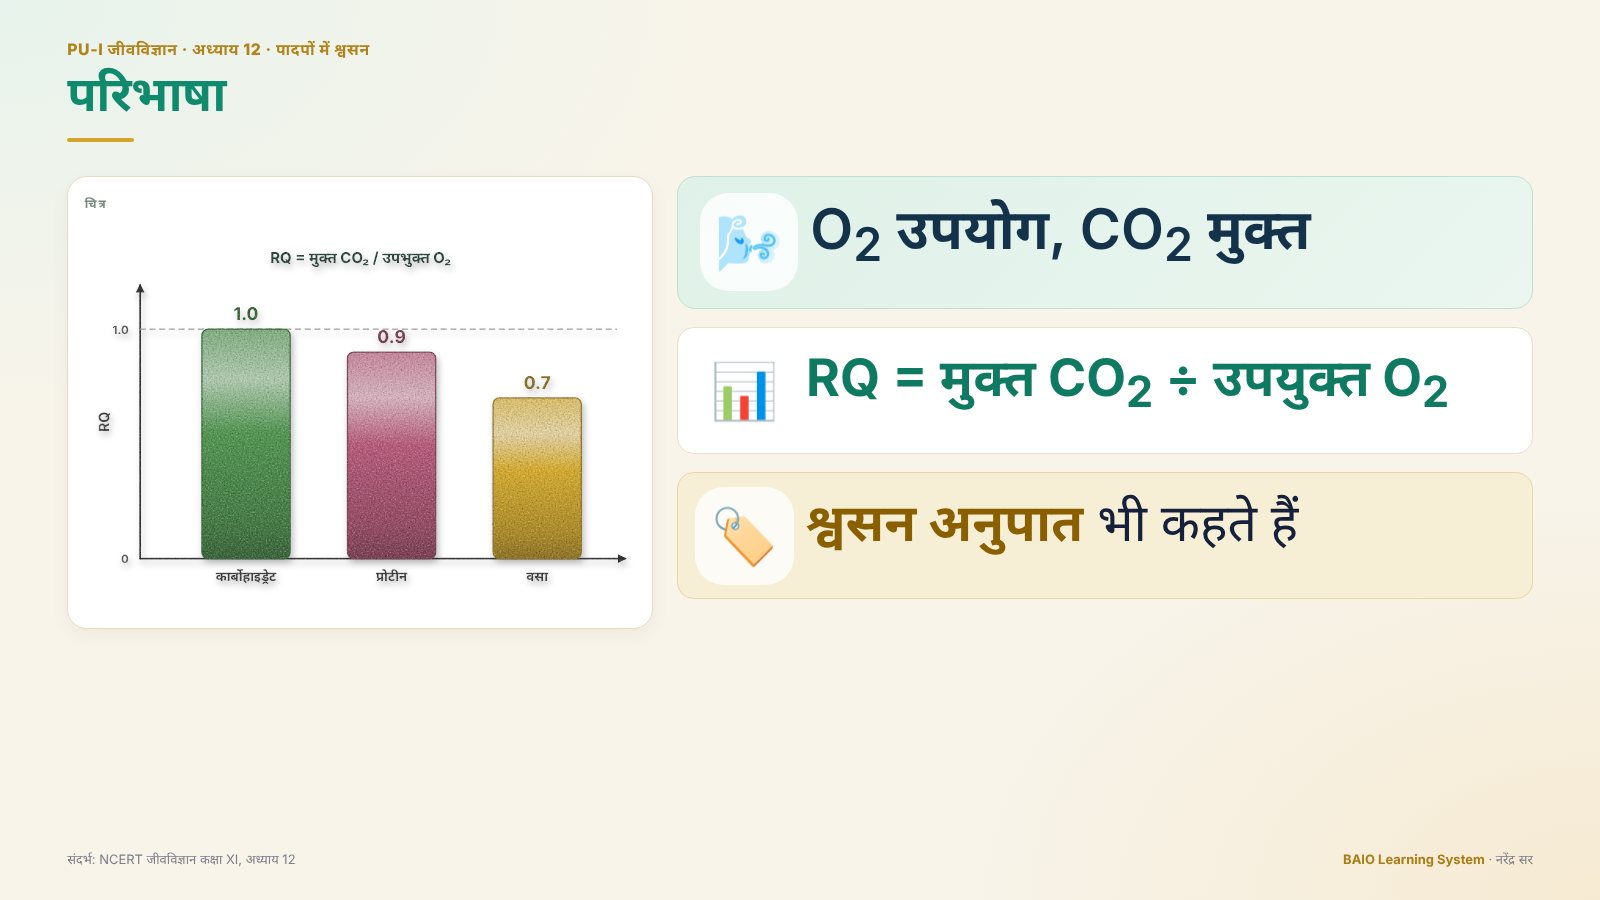 PU-I जीवविज्ञान · अध्याय 12 · पादपों में श्वसन
परिभाषा
चित्र
RQ = मुक्त CO₂ / उपभुक्त O₂
1.0
1.0
0.9
0.7
RQ
0
कार्बोहाइड्रेट
प्रोटीन
वसा
O₂ उपयोग, CO₂ मुक्त
RQ = मुक्त CO₂ ÷ उपयुक्त O₂
श्वसन अनुपात भी कहते हैं
संदर्भ: NCERT जीवविज्ञान कक्षा XI, अध्याय 12
BAIO Learning System · नरेंद्र सर